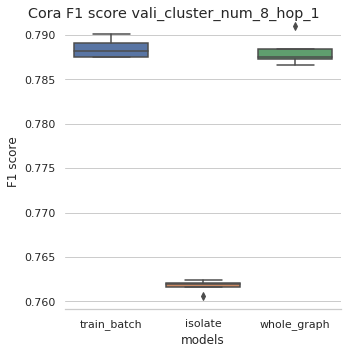 Cora F1 score vali_cluster_num_8_hop_1
0.790
0.785
0.780
0.775
0.770
0.765
0.760
F1 score
train_batch
isolate
whole_graph
models